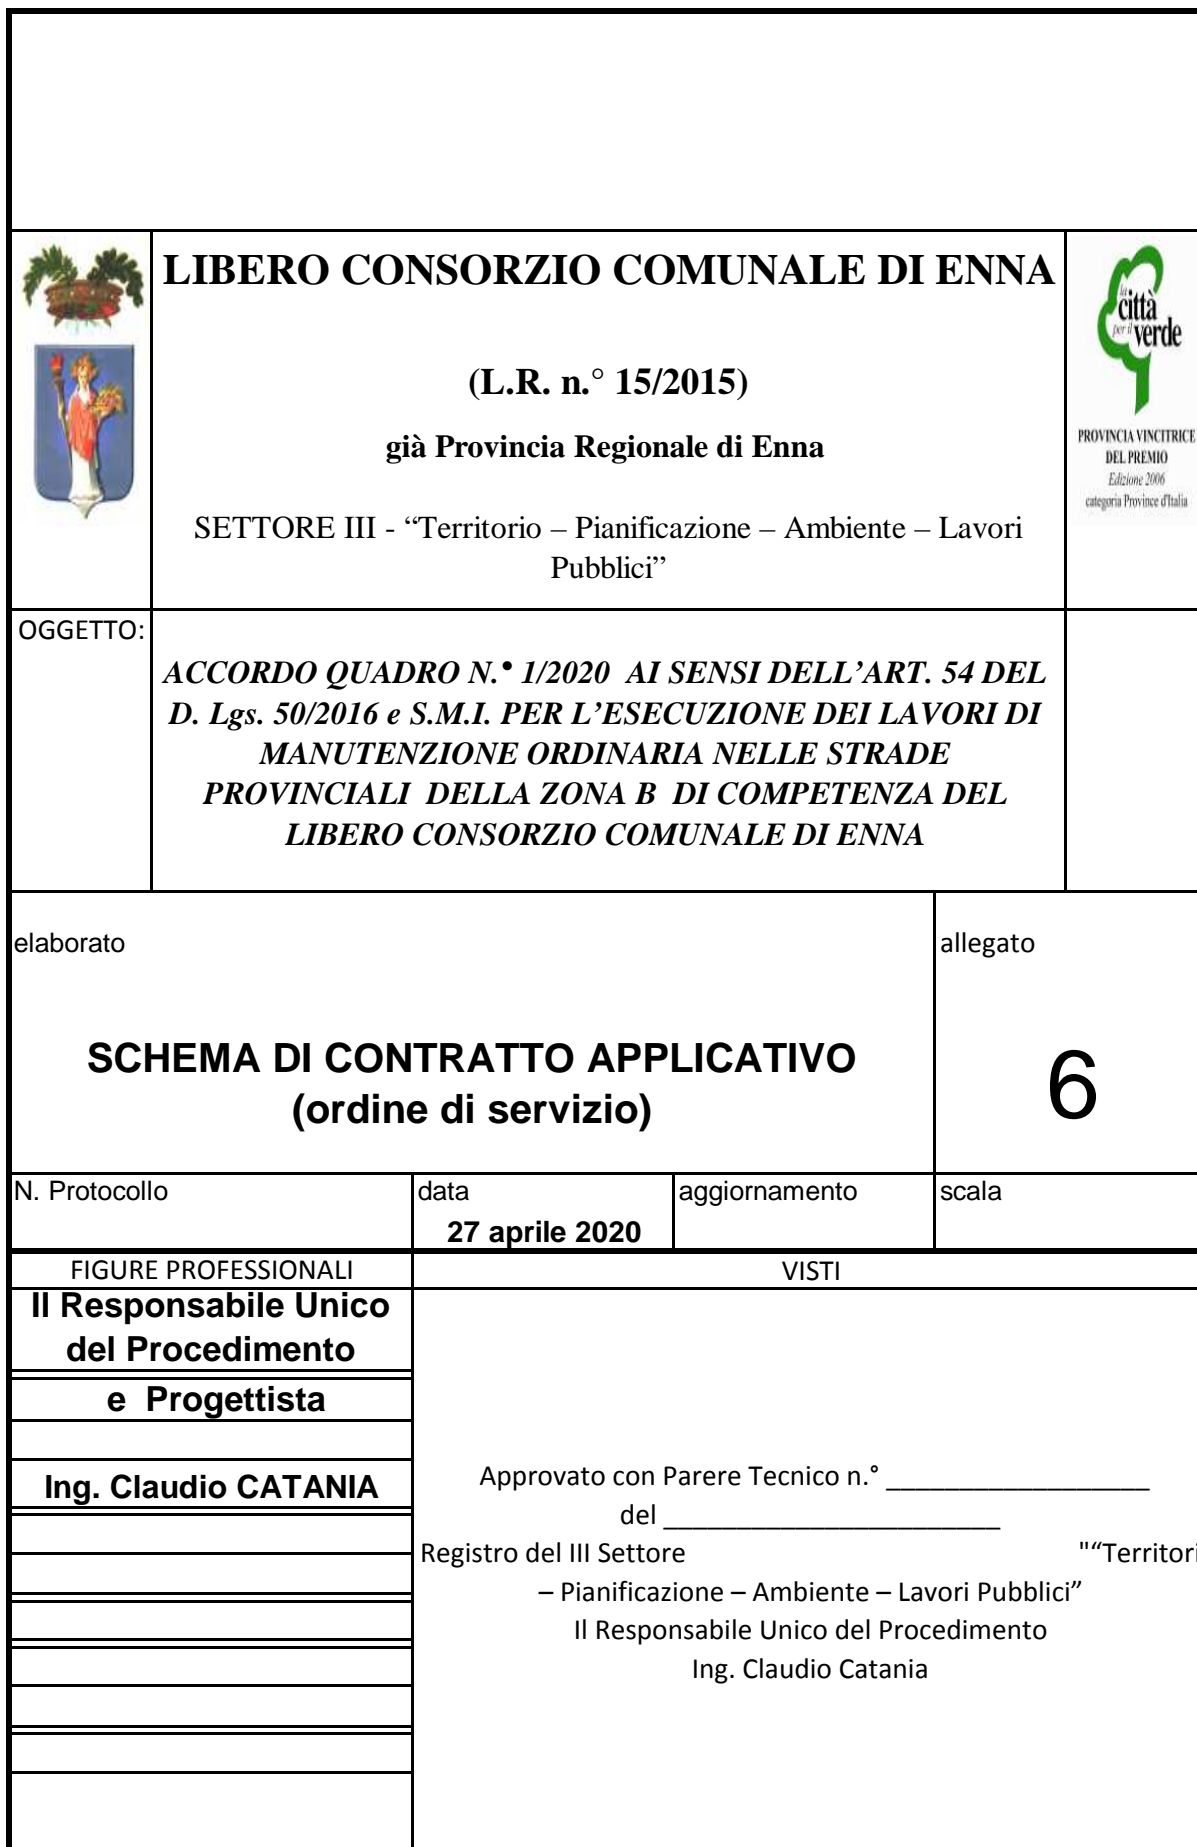 LIBERO CONSORZIO COMUNALE DI ENNA
(L.R. n.° 15/2015)
già Provincia Regionale di Enna
SETTORE III - “Territorio – Pianificazione – Ambiente – Lavori
Pubblici”
la
città
per il verde
PROVINCIA VINCITRICE
DEL PREMIO
Edizione 2006
categoria Province d'Italia
OGGETTO:
ACCORDO QUADRO N.° 1/2020 AI SENSI DELL’ART. 54 DEL
D. Lgs. 50/2016 e S.M.I. PER L’ESECUZIONE DEI LAVORI DI
MANUTENZIONE ORDINARIA NELLE STRADE
PROVINCIALI DELLA ZONA B DI COMPETENZA DEL
LIBERO CONSORZIO COMUNALE DI ENNA
elaborato
allegato
SCHEMA DI CONTRATTO APPLICATIVO
(ordine di servizio)
6
N. Protocollo
data
aggiornamento
scala
27 aprile 2020
FIGURE PROFESSIONALI
VISTI
Il Responsabile Unico
del Procedimento
e Progettista
Ing. Claudio CATANIA
Approvato con Parere Tecnico n.° __________________
del _______________________
Registro del III Settore ""“Territori
– Pianificazione – Ambiente – Lavori Pubblici”
Il Responsabile Unico del Procedimento
Ing. Claudio Catania